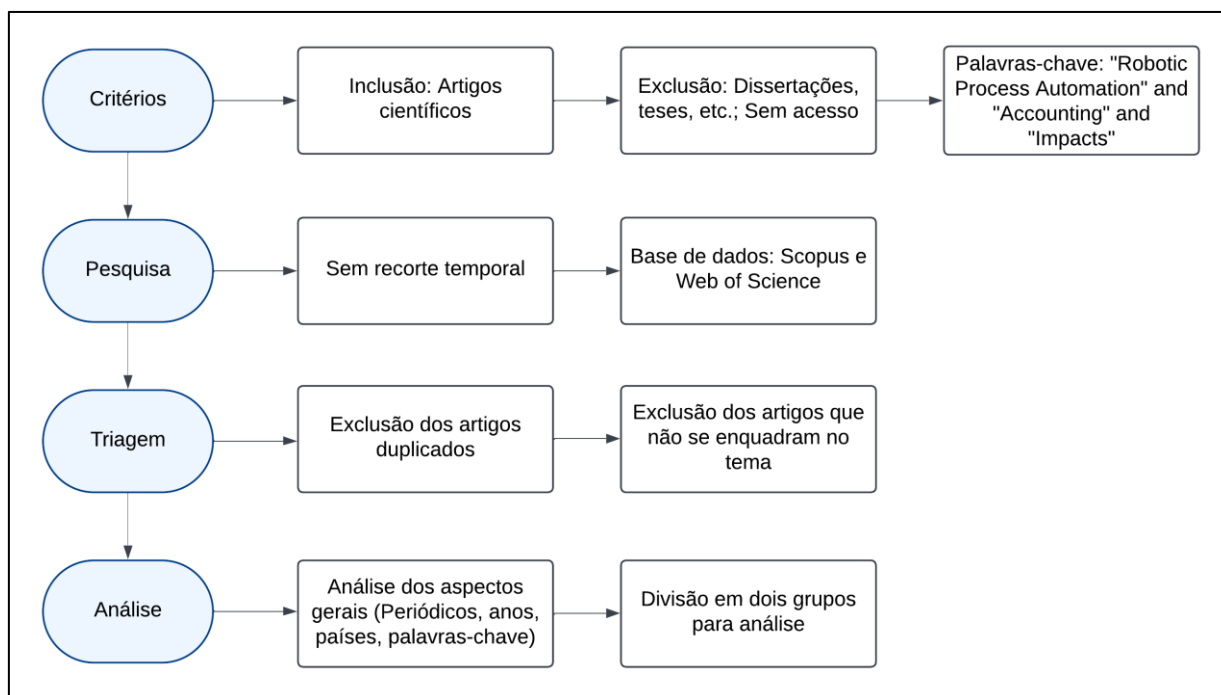 Critérios
Inclusão: Artigos
científicos
Exclusão: Dissertações,
teses, etc.; Sem acesso
Palavras-chave: "Robotic
Process Automation" and
"Accounting" and
"Impacts"
Pesquisa
Sem recorte temporal
Base de dados: Scopus e
Web of Science
Triagem
Exclusão dos artigos
duplicados
Exclusão dos artigos que
não se enquadram no
tema
Análise
Análise dos aspectos
gerais (Periódicos, anos,
países, palavras-chave)
Divisão em dois grupos
para análise